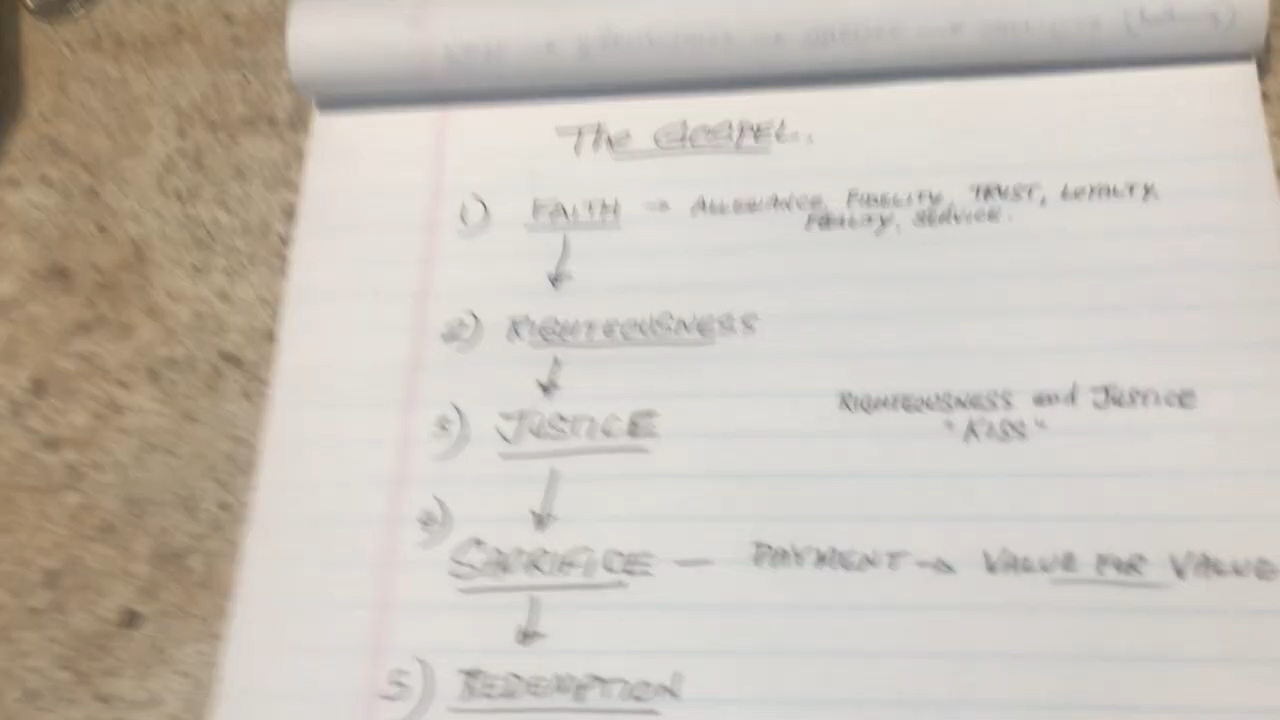 The GOSPEL.
1) FAITH → ALLEGIANCE, FIDELITY, TRUST, LOYALTY,
FEALTY, SERVICE.
2) RIGHTEOUSNESS
3) JUSTICE
RIGHTEOUSNESS and JUSTICE
"KISS"
4)
SACRIFICE — PAYMENT → VALUE FOR VALUE
5) REDEMPTION